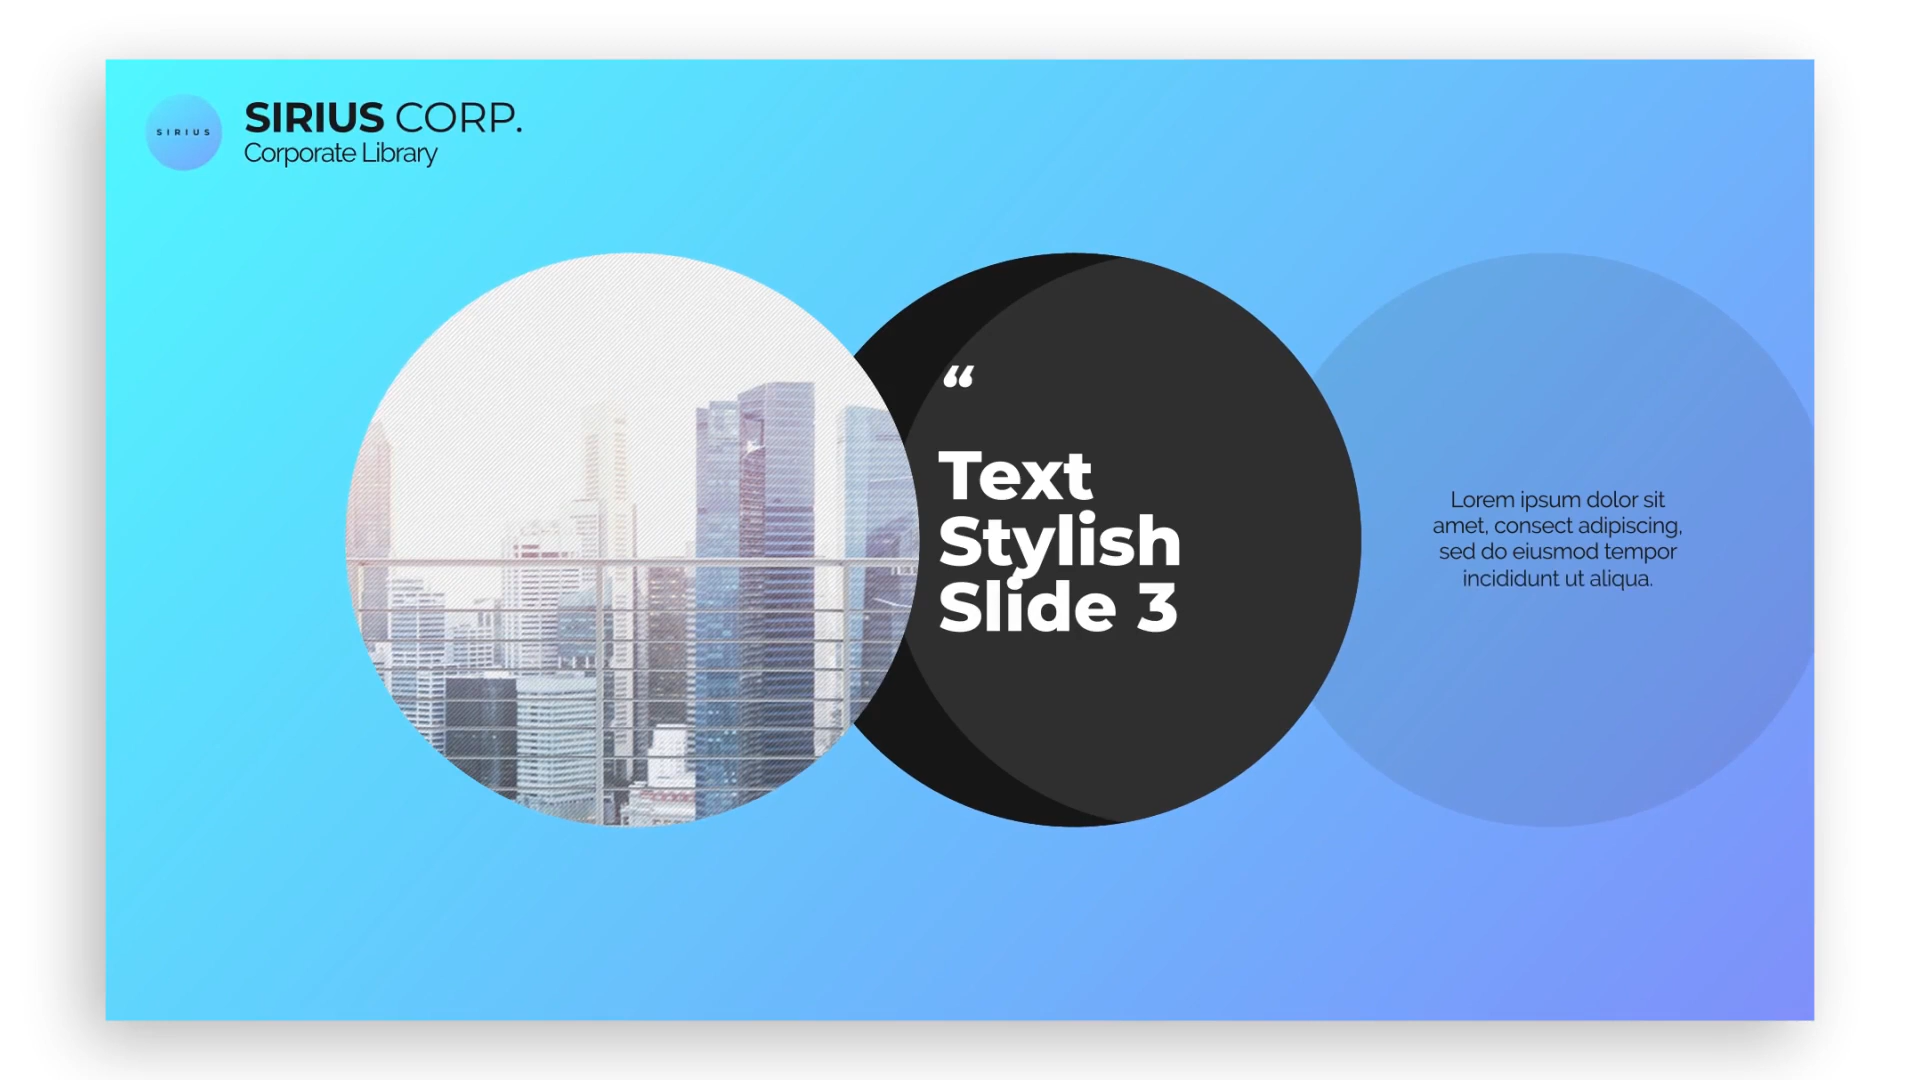 SIRIUS
SIRIUS CORP.
Corporate Library
“
Text
Stylish
Slide 3
Lorem ipsum dolor sit
amet, consect adipiscing,
sed do eiusmod tempor
incididunt ut aliqua.